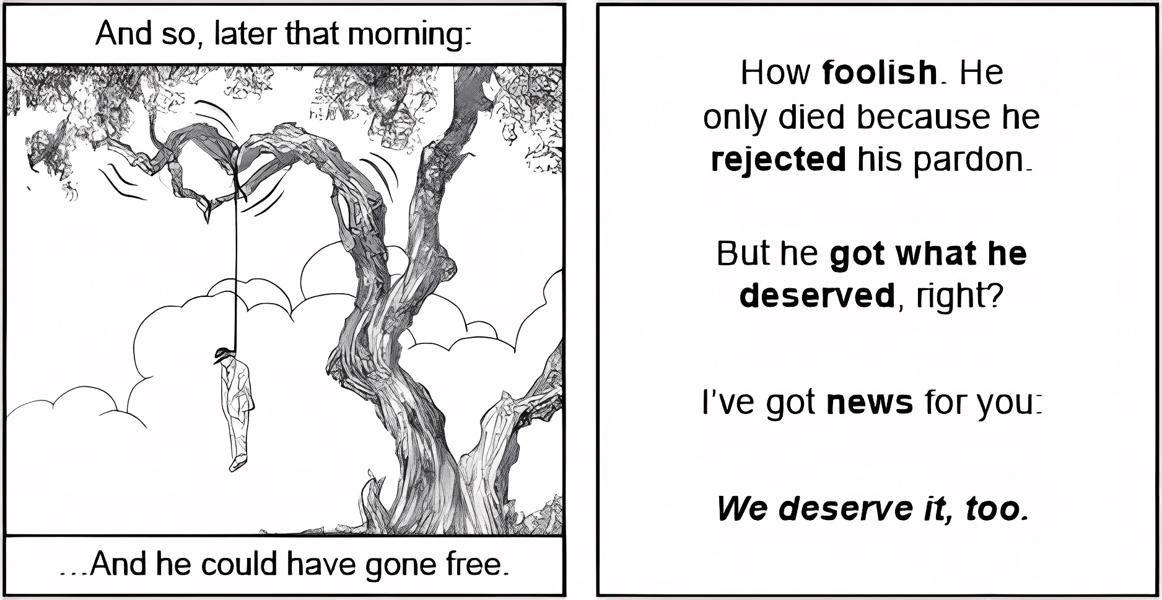 And so, later that morning:
...And he could have gone free.
How foolish. He
only died because he
rejected his pardon.
But he got what he
deserved, right?
I've got news for you:
We deserve it, too.